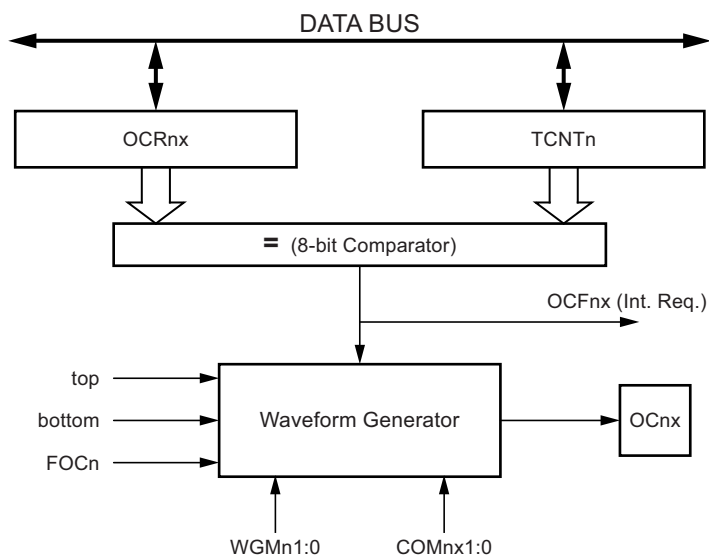 DATA BUS
OCRnx
TCNTn
= (8-bit Comparator)
OCFnx (Int. Req.)
top
bottom
FOCn
Waveform Generator
OCnx
WGMn1:0
COMnx1:0